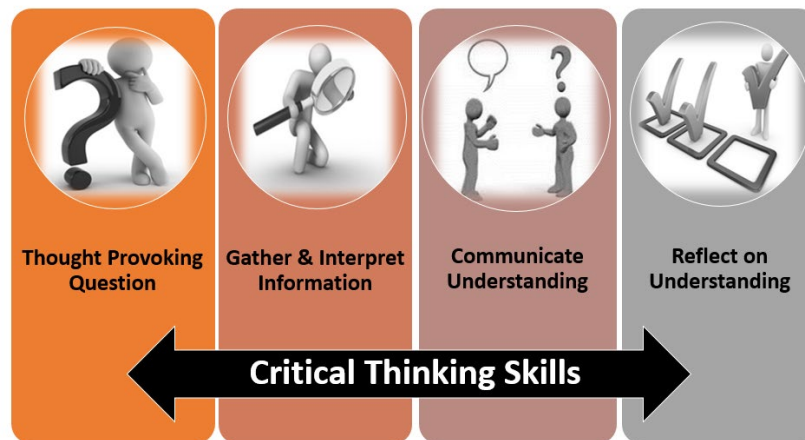 Thought Provoking
Question
Gather & Interpret
Information
Communicate
Understanding
Reflect on
Understanding
Critical Thinking Skills